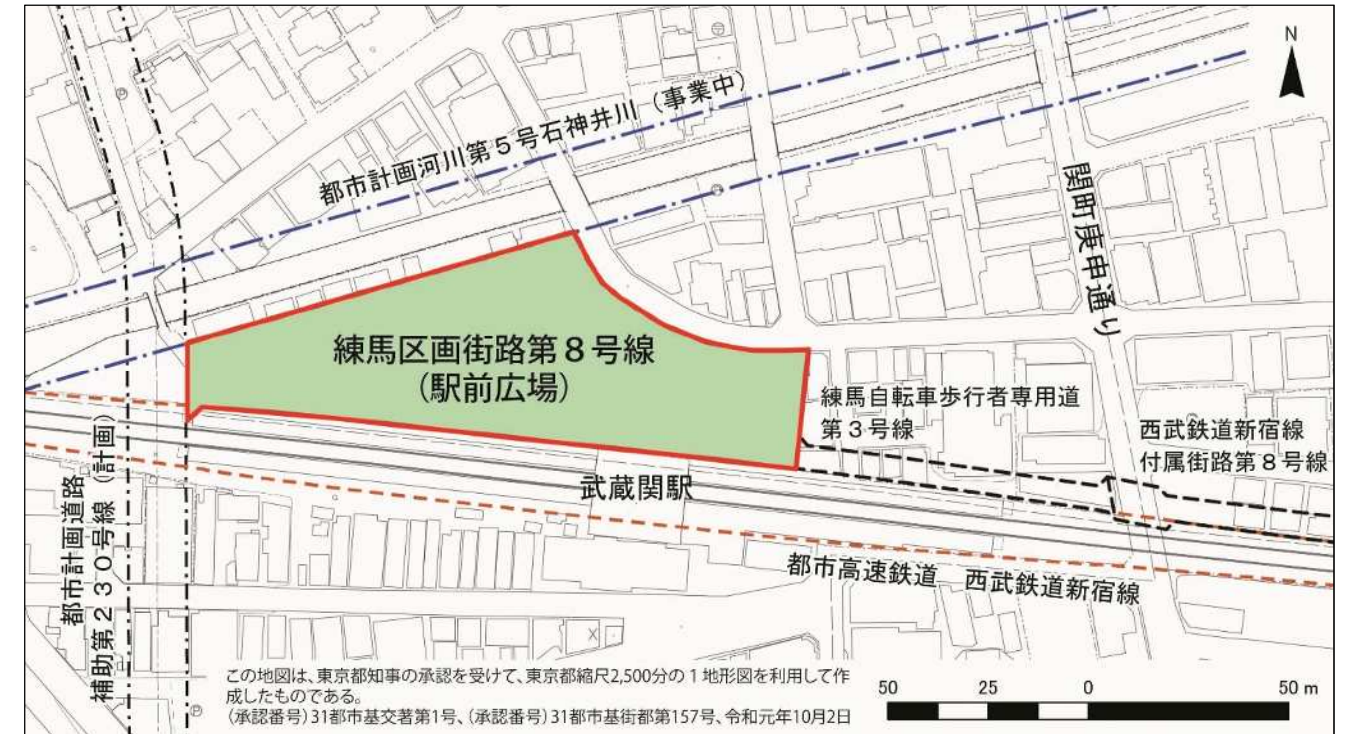 N
都市計画河川第5号石神井川（事業中）
関町庚申通り
練馬区画街路第８号線
（駅前広場）
練馬自転車歩行者専用道
第３号線
西武鉄道新宿線
付属街路第８号線
武蔵関駅
都市高速鉄道　西武鉄道新宿線
都市計画道路
補助第２３０号線（計画）
この地図は、東京都知事の承認を受けて、東京都縮尺2,500分の１地形図を利用して作
成したものである。
（承認番号）31都市基交著第1号、（承認番号）31都市基街都第157号、令和元年10月2日
50 25 0 50 m